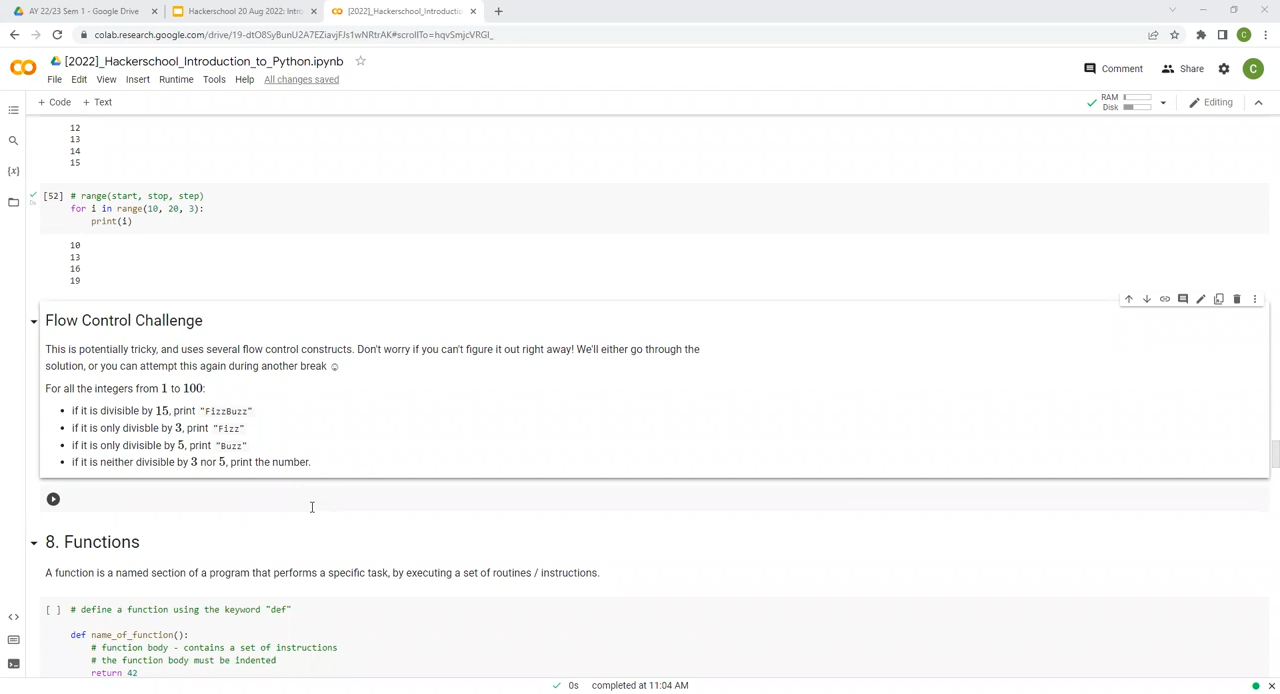 AY 22/23 Sem 1 - Google Drive
Hackerschool 20 Aug 2022: Intro
[2022]_Hackerschool_Introductio
colab.research.google.com/drive/19-dtO8SyBunU2A7EZiavjFJs1wNRtrAK#scrollTo=hqvSmjcVRGI_
C
[2022]_Hackerschool_Introduction_to_Python.ipynb
File Edit View Insert Runtime Tools Help All changes saved
Comment Share C
+ Code + Text
RAM
Disk
Editing
12
13
14
15
{x}
[52] # range(start, stop, step)
0s
for i in range(10, 20, 3):
print(i)
10
13
16
19
Flow Control Challenge
This is potentially tricky, and uses several flow control constructs. Don't worry if you can't figure it out right away! We'll either go through the
solution, or you can attempt this again during another break ☺
For all the integers from 1 to 100:
• if it is divisible by 15, print "FizzBuzz"
• if it is only divisble by 3, print "Fizz"
• if it is only divisible by 5, print "Buzz"
• if it is neither divisible by 3 nor 5, print the number.
8. Functions
A function is a named section of a program that performs a specific task, by executing a set of routines / instructions.
[ ] # define a function using the keyword "def"
def name_of_function():
# function body - contains a set of instructions
# the function body must be indented
return 42
0s completed at 11:04 AM